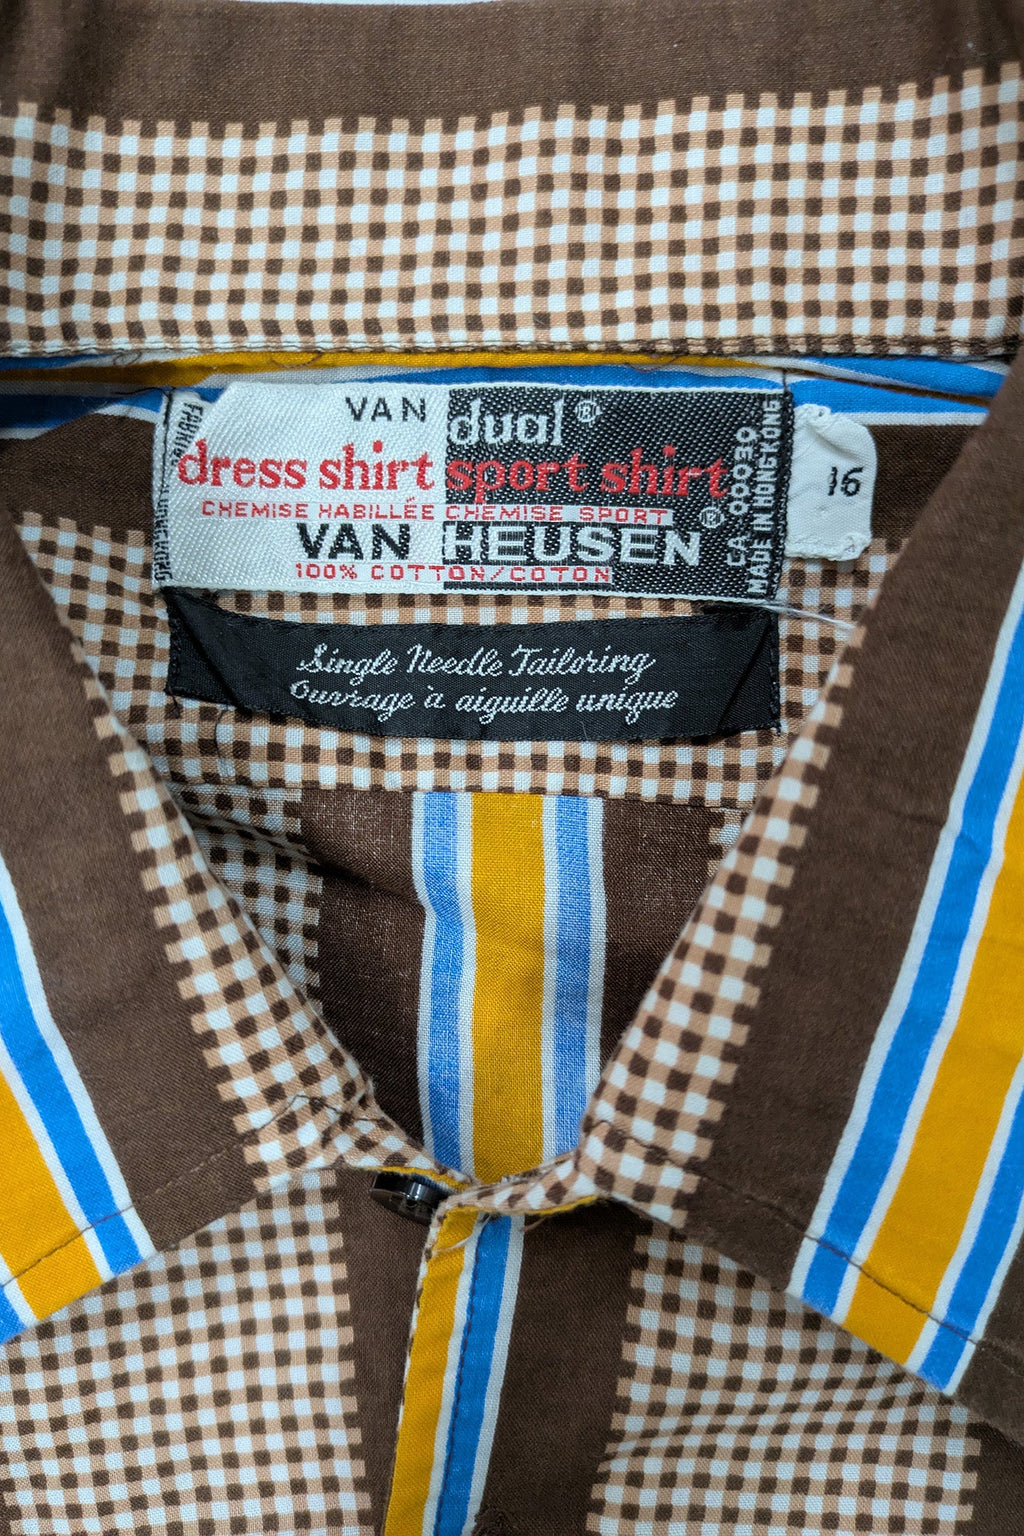 VAN dual®
dress shirt sport shirt
CHEMISE HABILLÉE CHEMISE SPORT
VAN HEUSEN®
100% COTTON/COTON
CA 00030
MADE IN HONG KONG
16
Single Needle Tailoring
Ouvrage à aiguille unique